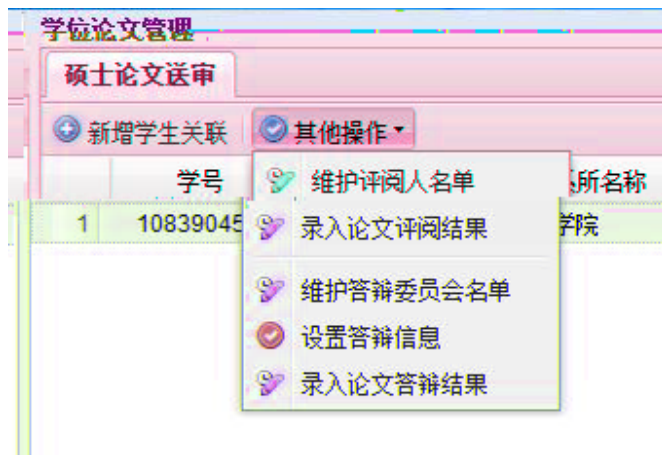 学位论文管理
硕士论文送审
新增学生关联 其他操作
学号 所名称
1 10839045 学院
维护评阅人名单
录入论文评阅结果
维护答辩委员会名单
设置答辩信息
录入论文答辩结果